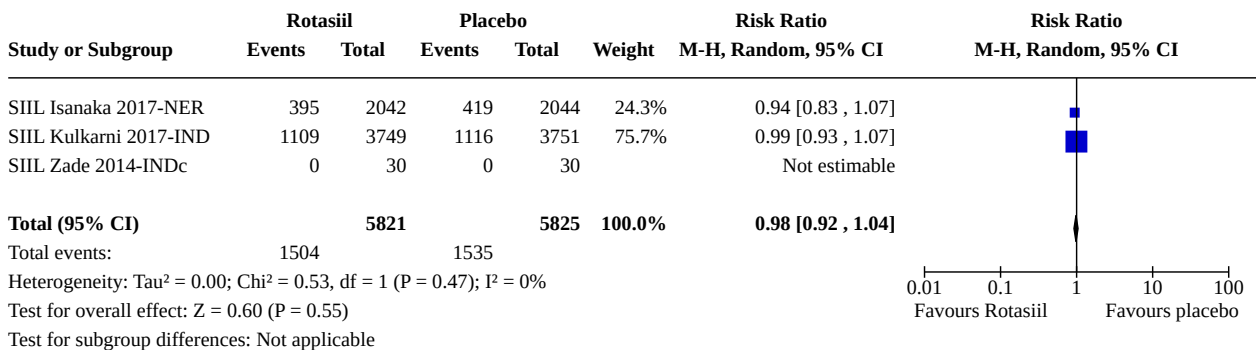 Rotasiil Placebo Risk Ratio Risk Ratio
Study or Subgroup Events Total Events Total Weight M-H, Random, 95% CI M-H, Random, 95% CI
SIIL Isanaka 2017-NER 395 2042 419 2044 24.3% 0.94 [0.83 , 1.07]
SIIL Kulkarni 2017-IND 1109 3749 1116 3751 75.7% 0.99 [0.93 , 1.07]
SIIL Zade 2014-INDc 0 30 0 30 Not estimable
Total (95% CI) 5821 5825 100.0% 0.98 [0.92 , 1.04]
Total events: 1504 1535
Heterogeneity: Tau² = 0.00; Chi² = 0.53, df = 1 (P = 0.47); I² = 0%
0.01 0.1 1 10 100
Test for overall effect: Z = 0.60 (P = 0.55) Favours Rotasiil Favours placebo
Test for subgroup differences: Not applicable